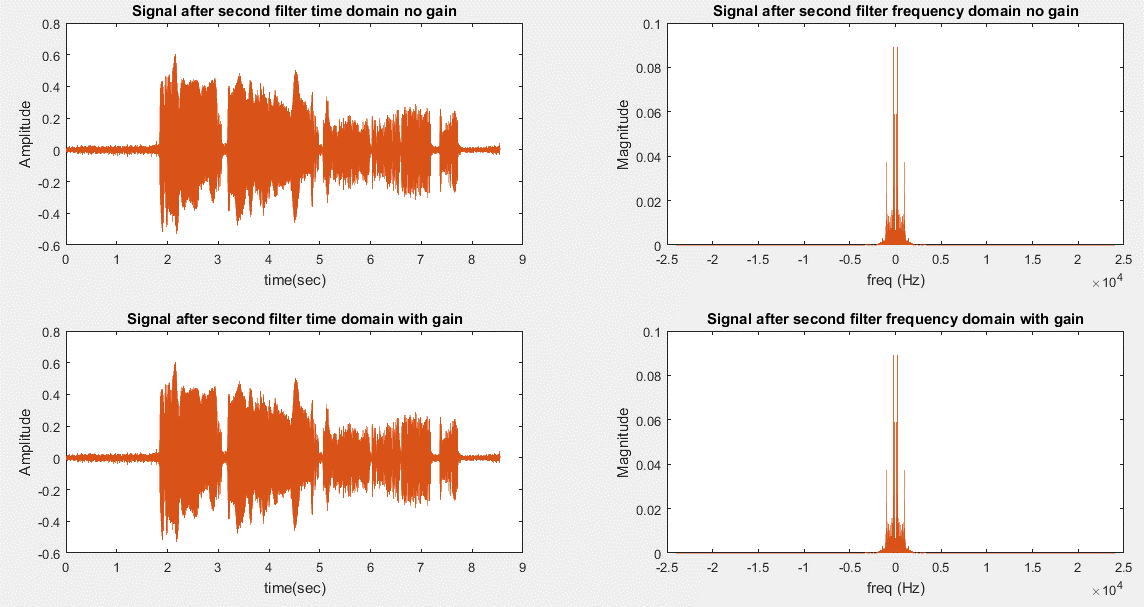 Signal after second filter time domain no gain
0.8
0.6
0.4
0.2
0
-0.2
-0.4
-0.6
Amplitude
0 1 2 3 4 5 6 7 8 9
time(sec)
Signal after second filter frequency domain no gain
0.1
0.08
0.06
0.04
0.02
0
Magnitude
-2.5 -2 -1.5 -1 -0.5 0 0.5 1 1.5 2 2.5
freq (Hz)
×10^4
Signal after second filter time domain with gain
0.8
0.6
0.4
0.2
0
-0.2
-0.4
-0.6
Amplitude
0 1 2 3 4 5 6 7 8 9
time(sec)
Signal after second filter frequency domain with gain
0.1
0.08
0.06
0.04
0.02
0
Magnitude
-2.5 -2 -1.5 -1 -0.5 0 0.5 1 1.5 2 2.5
freq (Hz)
×10^4